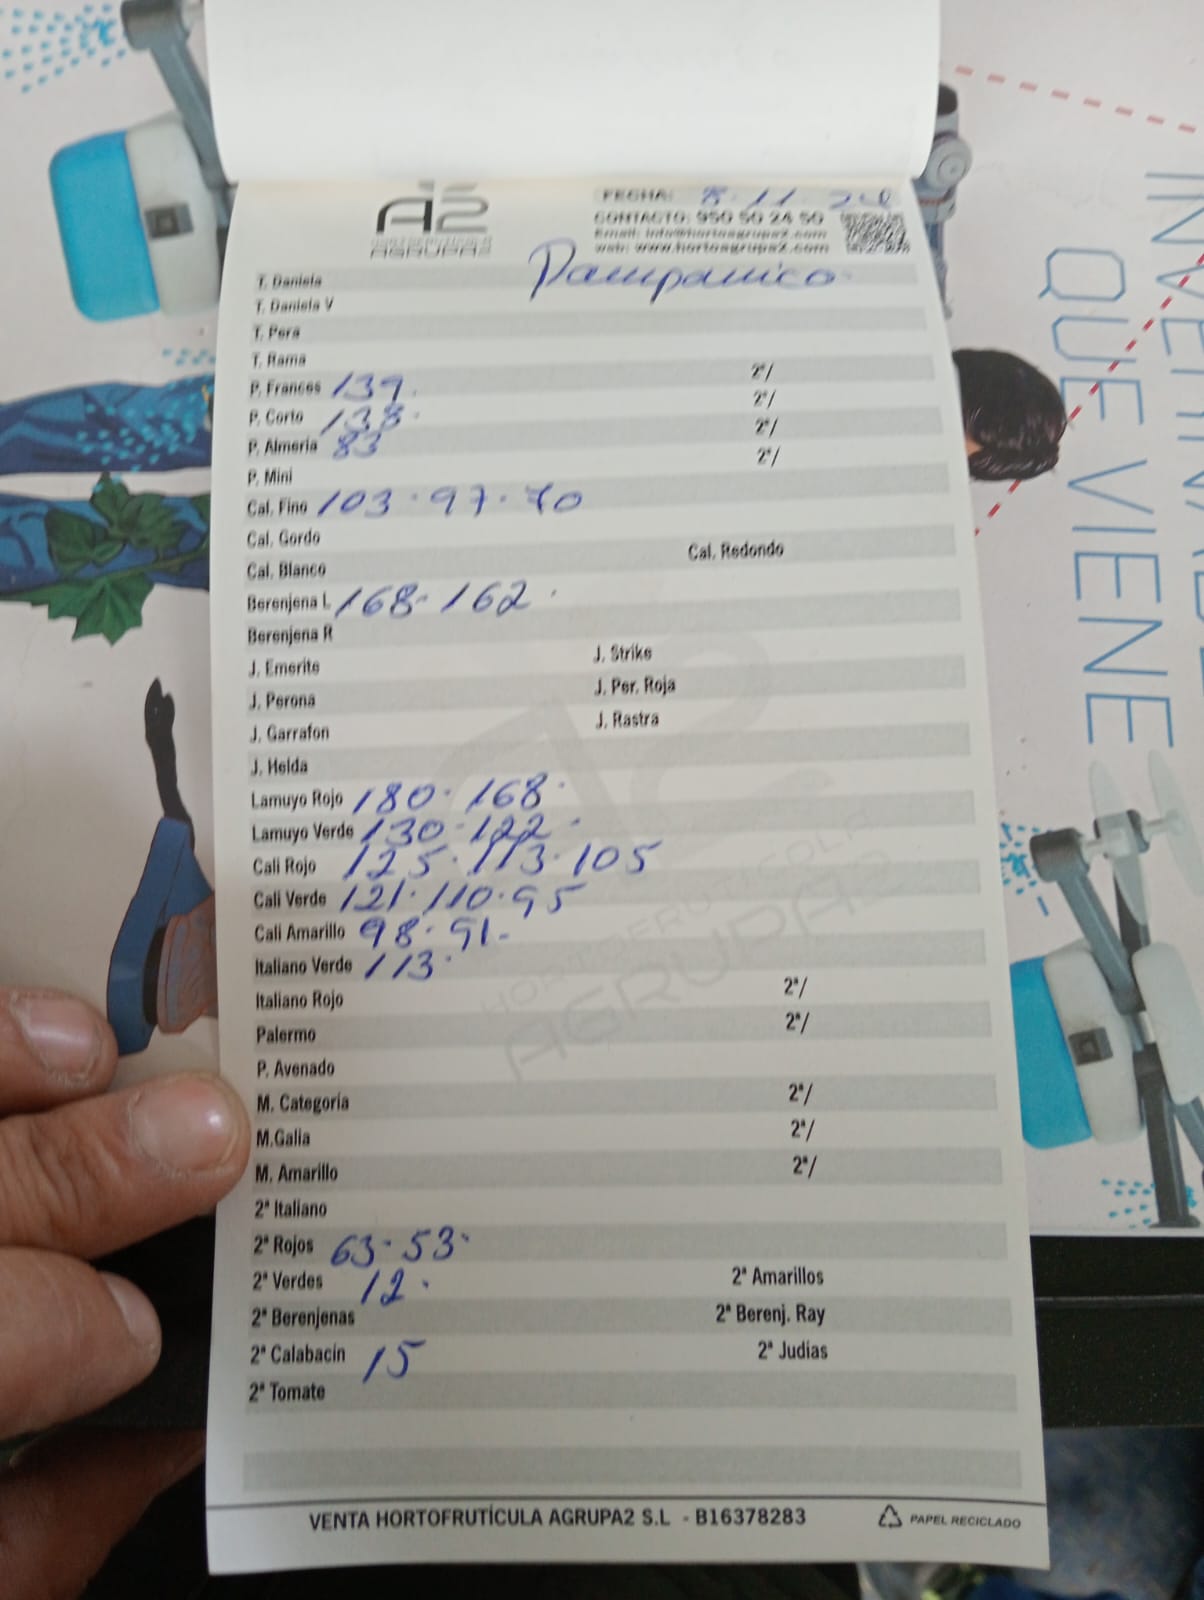 A2
HORTOFRUTICOLA
AGRUPA2
FECHA: 8-11-20
CONTACTO: 950 50 24 50
Email: info@hortoagrupa2.com
web: www.hortoagrupa2.com
Pampanico
T. Daniela
T. Daniela V
T. Pera
T. Rama
P. Frances 139. 2ª/
P. Corto 138. 2ª/
P. Almeria 83 2ª/
P. Mini 2ª/
Cal. Fino 103 · 97 · 70
Cal. Gordo
Cal. Blanco Cal. Redondo
Berenjena L 168 - 162 ·
Berenjena R
J. Emerite J. Strike
J. Perona J. Per. Roja
J. Garrafon J. Rastra
J. Helda
Lamuyo Rojo 180 · 168 ·
Lamuyo Verde 130 · 122 ·
Cali Rojo 125 · 113 · 105
Cali Verde 121 · 110 · 95
Cali Amarillo 98 · 91 -
Italiano Verde 113 ·
Italiano Rojo 2ª/
Palermo 2ª/
P. Avenado
M. Categoria 2ª/
M.Galia 2ª/
M. Amarillo 2ª/
2ª Italiano
2ª Rojos 63 · 53 ·
2ª Verdes 12 · 2ª Amarillos
2ª Berenjenas 2ª Berenj. Ray
2ª Calabacin 15 2ª Judias
2ª Tomate
HORTOFRUTICOLA
AGRUPA2
VENTA HORTOFRUTÍCULA AGRUPA2 S.L - B16378283
PAPEL RECICLADO
QUE VIENE